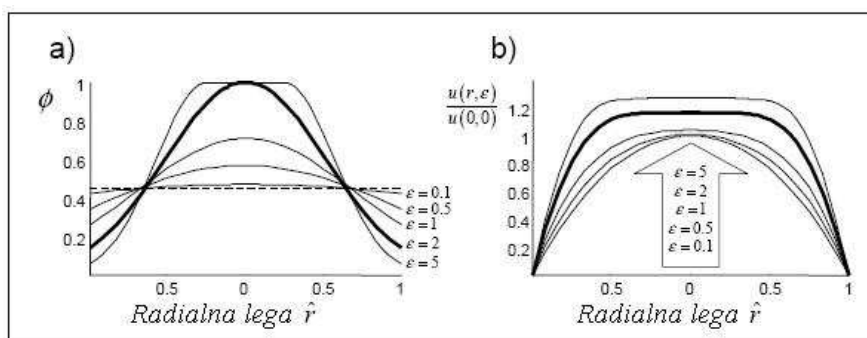 a)
ϕ
1
0.8
0.6
0.4
0.2
ε = 0.1
ε = 0.5
ε = 1
ε = 2
ε = 5
0.5 0 0.5 1
Radialna lega r̂
b)
u(r,ε)
u(0,0)
1.2
1
0.8
0.6
0.4
0.2
ε = 5
ε = 2
ε = 1
ε = 0.5
ε = 0.1
0.5 0 0.5 1
Radialna lega r̂